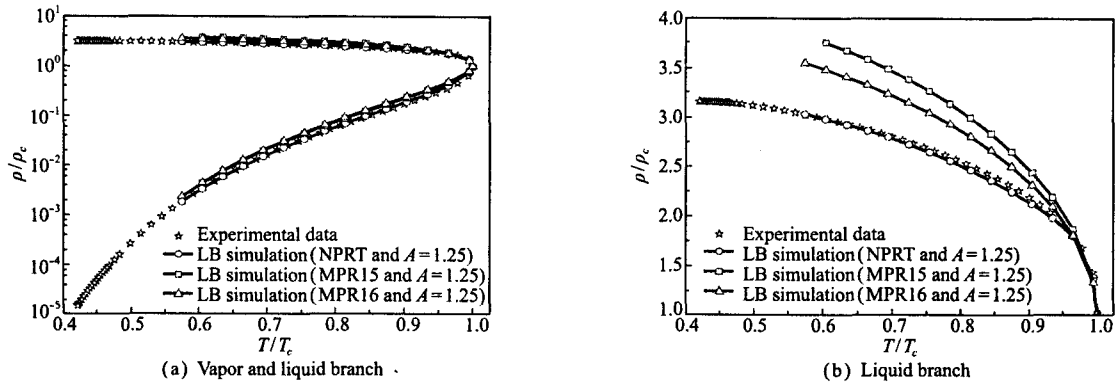 10¹
10⁰
10⁻¹
10⁻²
10⁻³
10⁻⁴
10⁻⁵
ρ/ρc
Experimental data
LB simulation (NPRT and A=1.25)
LB simulation (MPR15 and A=1.25)
LB simulation (MPR16 and A=1.25)
0.4 0.5 0.6 0.7 0.8 0.9 1.0
T/Tc
(a) Vapor and liquid branch
4.0
3.5
3.0
2.5
2.0
1.5
1.0
ρ/ρc
Experimental data
LB simulation (NPRT and A=1.25)
LB simulation (MPR15 and A=1.25)
LB simulation (MPR16 and A=1.25)
0.4 0.5 0.6 0.7 0.8 0.9 1.0
T/Tc
(b) Liquid branch